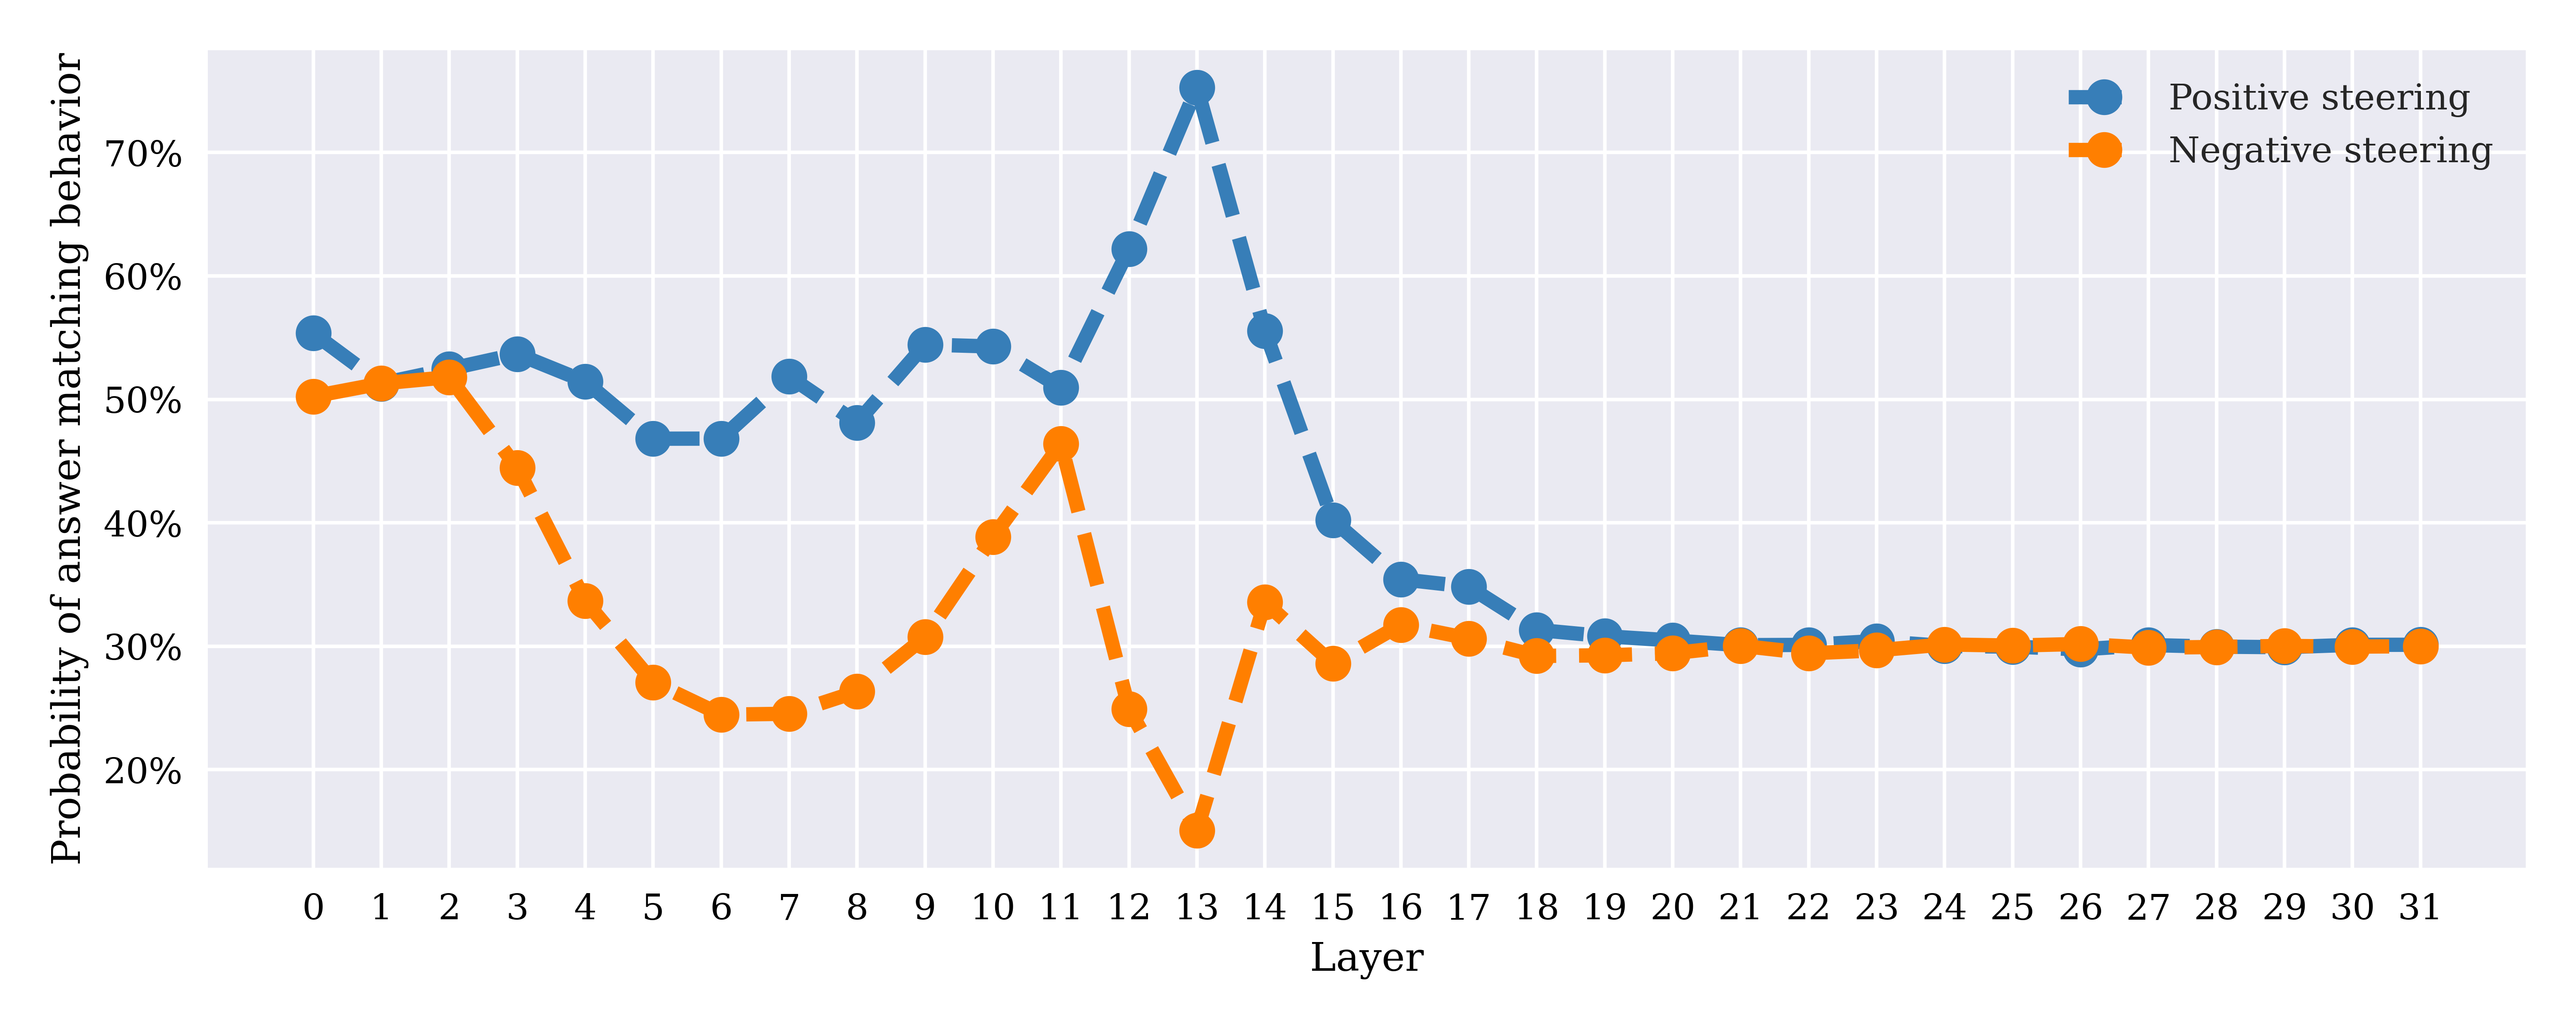 Probability of answer matching behavior
70%
60%
50%
40%
30%
20%
Positive steering
Negative steering
0 1 2 3 4 5 6 7 8 9 10 11 12 13 14 15 16 17 18 19 20 21 22 23 24 25 26 27 28 29 30 31
Layer